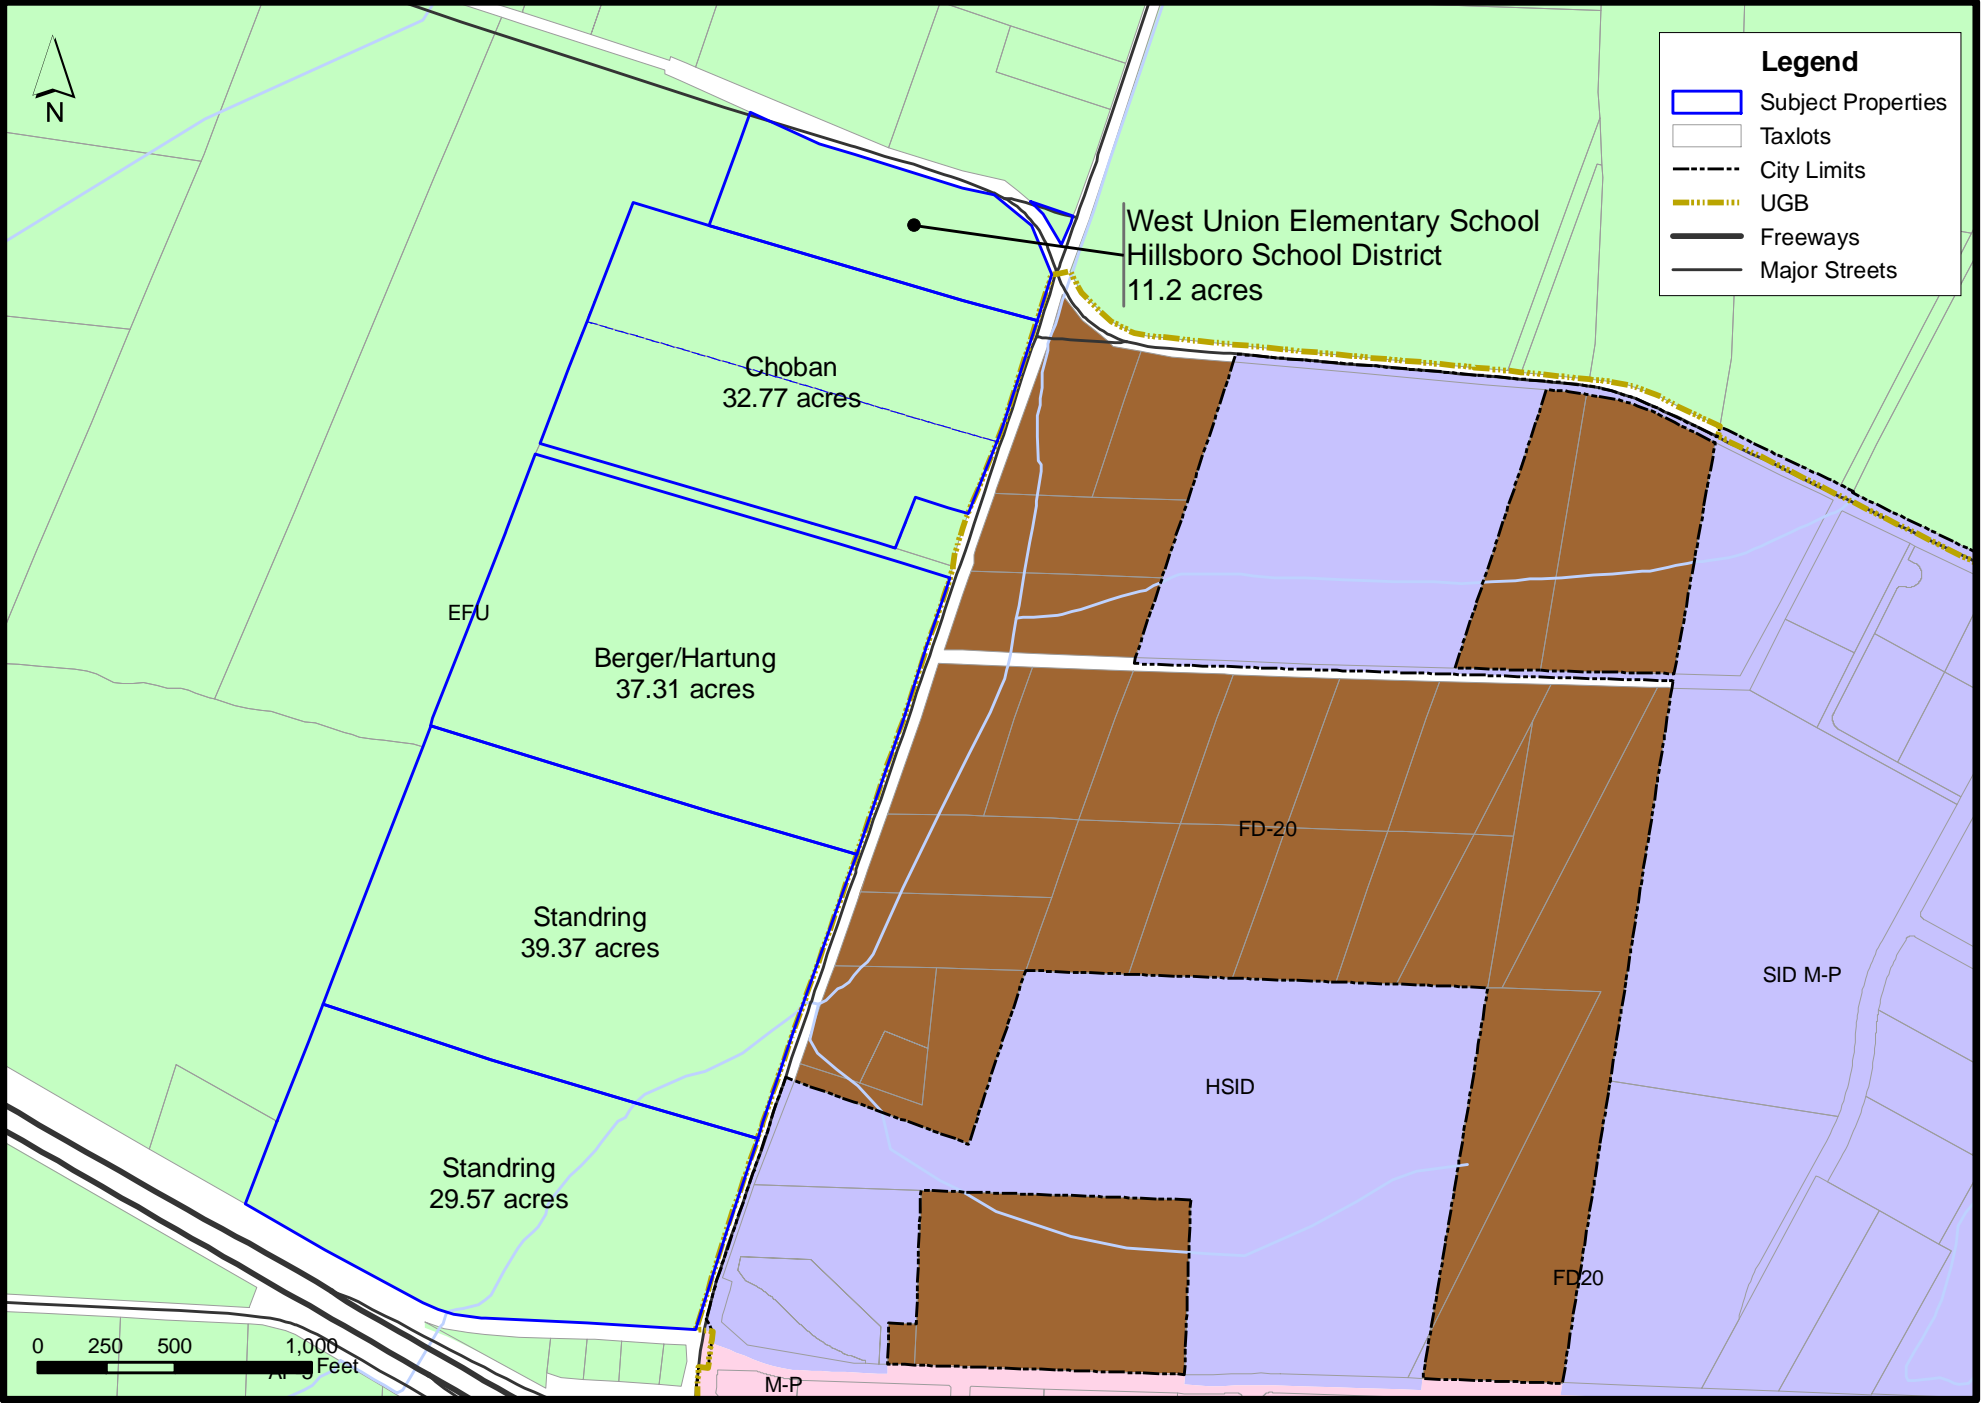 N
Legend
Subject Properties
Taxlots
City Limits
UGB
Freeways
Major Streets
West Union Elementary School
Hillsboro School District
11.2 acres
Choban
32.77 acres
EFU
Berger/Hartung
37.31 acres
FD-20
Standring
39.37 acres
SID M-P
HSID
Standring
29.57 acres
FD20
0 250 500 1,000
Feet
M-P